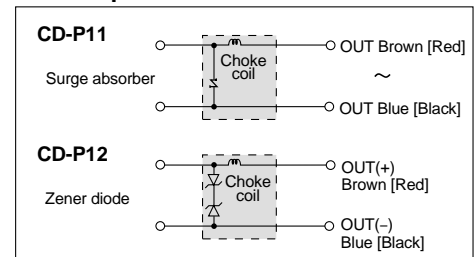 CD-P11
Surge absorber
Choke
coil
OUT Brown [Red]
~
OUT Blue [Black]
CD-P12
Zener diode
Choke
coil
OUT(+)
Brown [Red]
OUT(−)
Blue [Black]